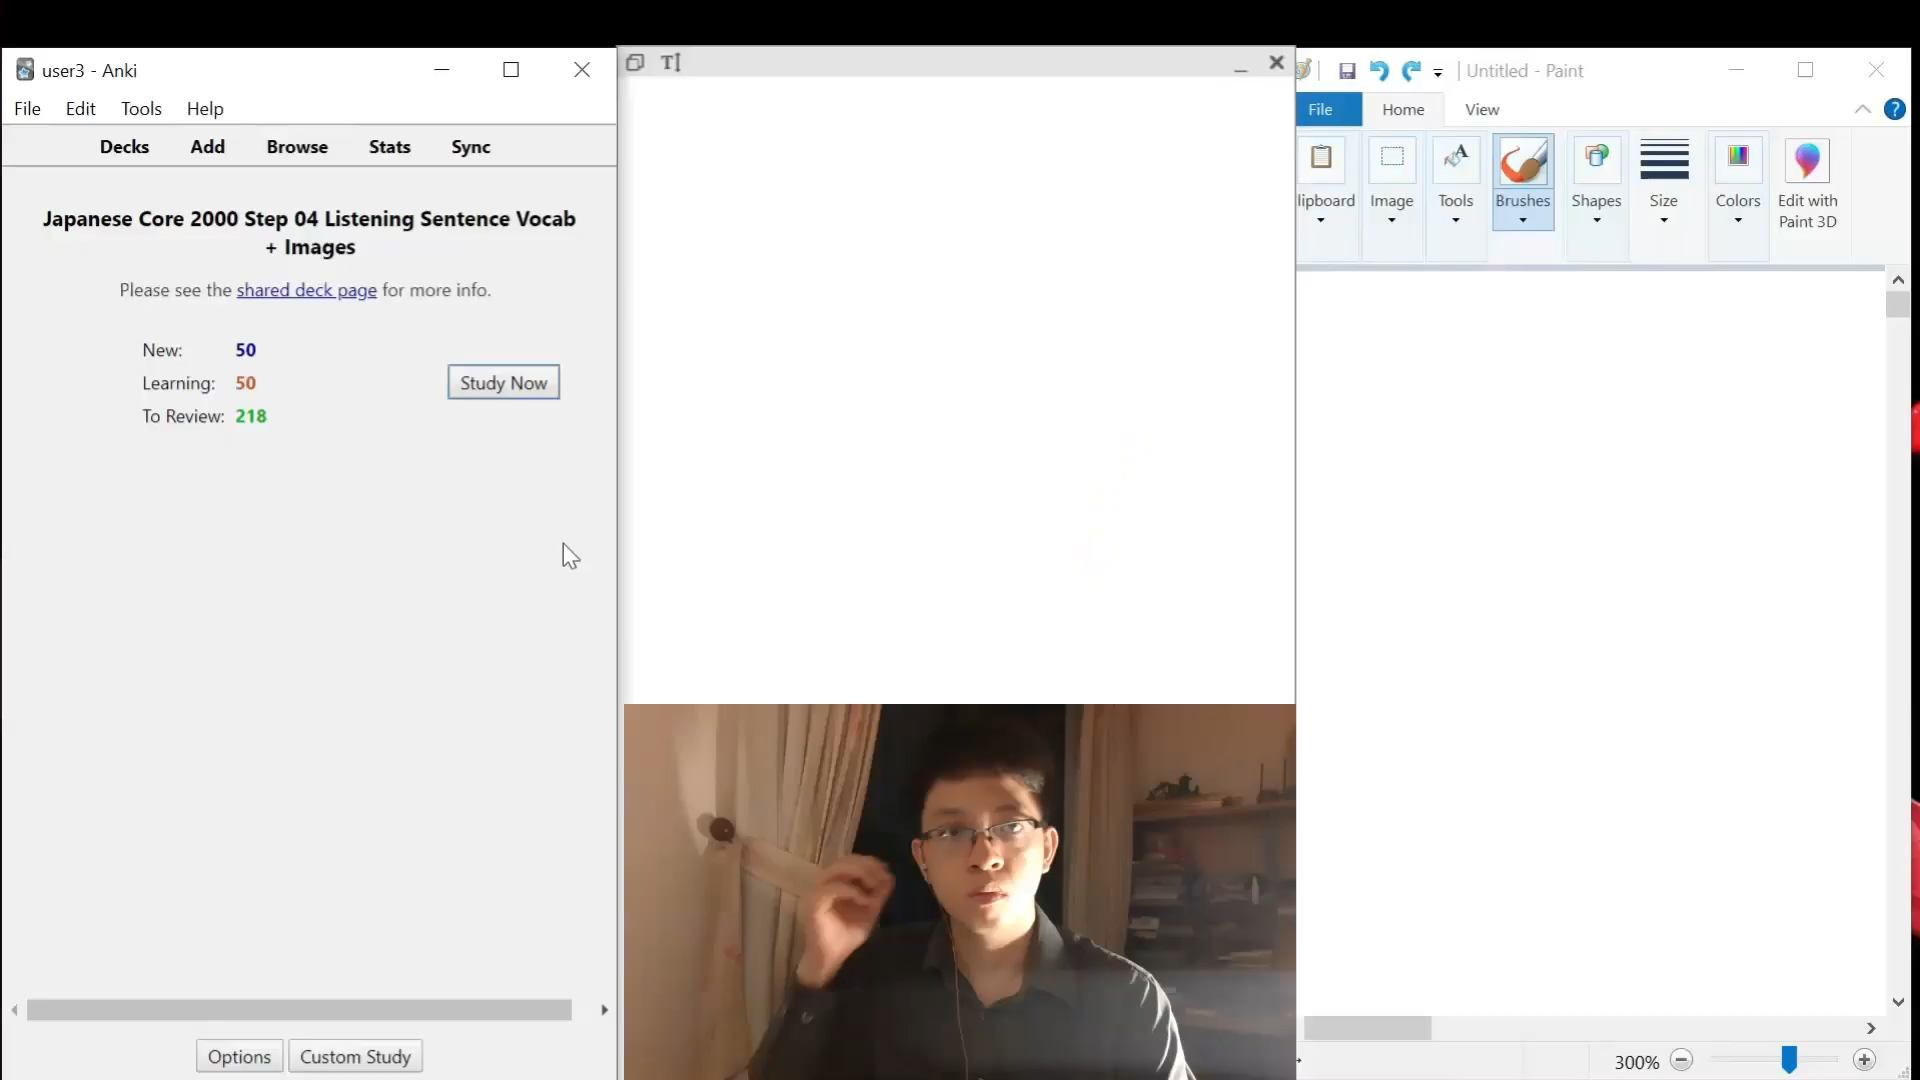 user3 - Anki
File Edit Tools Help
Decks Add Browse Stats Sync
Japanese Core 2000 Step 04 Listening Sentence Vocab
+ Images
Please see the shared deck page for more info.
New: 50
Learning: 50
To Review: 218
Study Now
Options Custom Study
Untitled - Paint
File Home View
lipboard Image Tools Brushes Shapes Size Colors Edit with
Paint 3D
300%